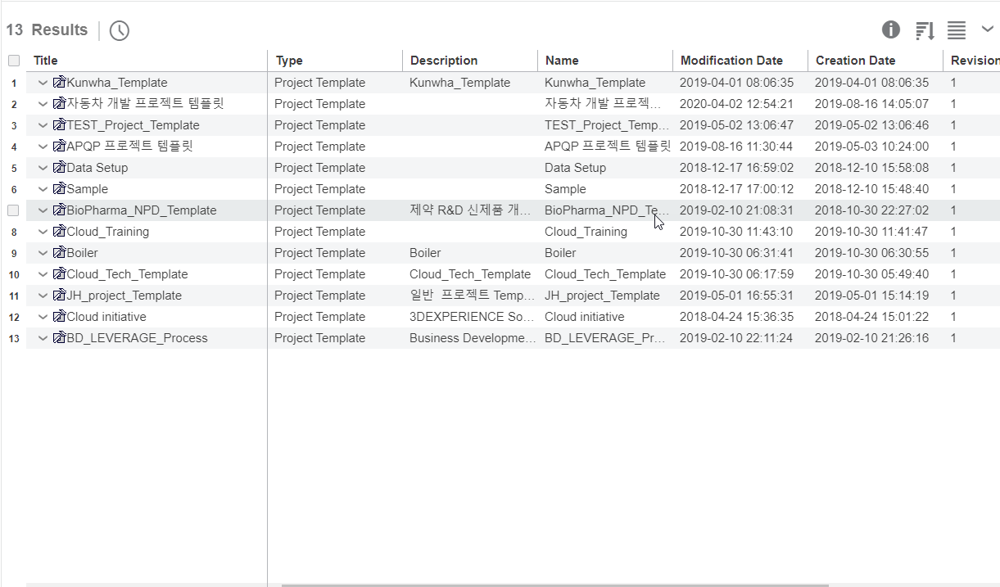 13 Results
Title Type Description Name Modification Date Creation Date Revision
1 Kunwha_Template Project Template Kunwha_Template Kunwha_Template 2019-04-01 08:06:35 2019-04-01 08:06:35 1
2 자동차 개발 프로젝트 템플릿 Project Template 자동차 개발 프로젝... 2020-04-02 12:54:21 2019-08-16 14:05:07 1
3 TEST_Project_Template Project Template TEST_Project_Temp... 2019-05-02 13:06:47 2019-05-02 13:06:46 1
4 APQP 프로젝트 템플릿 Project Template APQP 프로젝트 템플릿 2019-08-16 11:30:44 2019-05-03 10:24:00 1
5 Data Setup Project Template Data Setup 2018-12-17 16:59:02 2018-12-10 15:58:08 1
6 Sample Project Template Sample 2018-12-17 17:00:12 2018-12-10 15:48:40 1
BioPharma_NPD_Template Project Template 제약 R&D 신제품 개... BioPharma_NPD_Te... 2019-02-10 21:08:31 2018-10-30 22:27:02 1
8 Cloud_Training Project Template Cloud_Training 2019-10-30 11:43:10 2019-10-30 11:41:47 1
9 Boiler Project Template Boiler Boiler 2019-10-30 06:31:41 2019-10-30 06:30:55 1
10 Cloud_Tech_Template Project Template Cloud_Tech_Template Cloud_Tech_Template 2019-10-30 06:17:59 2019-10-30 05:49:40 1
11 JH_project_Template Project Template 일반 프로젝트 Temp... JH_project_Template 2019-05-01 16:55:31 2019-05-01 15:14:19 1
12 Cloud initiative Project Template 3DEXPERIENCE So... Cloud initiative 2018-04-24 15:36:35 2018-04-24 15:01:22 1
13 BD_LEVERAGE_Process Project Template Business Developme... BD_LEVERAGE_Pr... 2019-02-10 22:11:24 2019-02-10 21:26:16 1